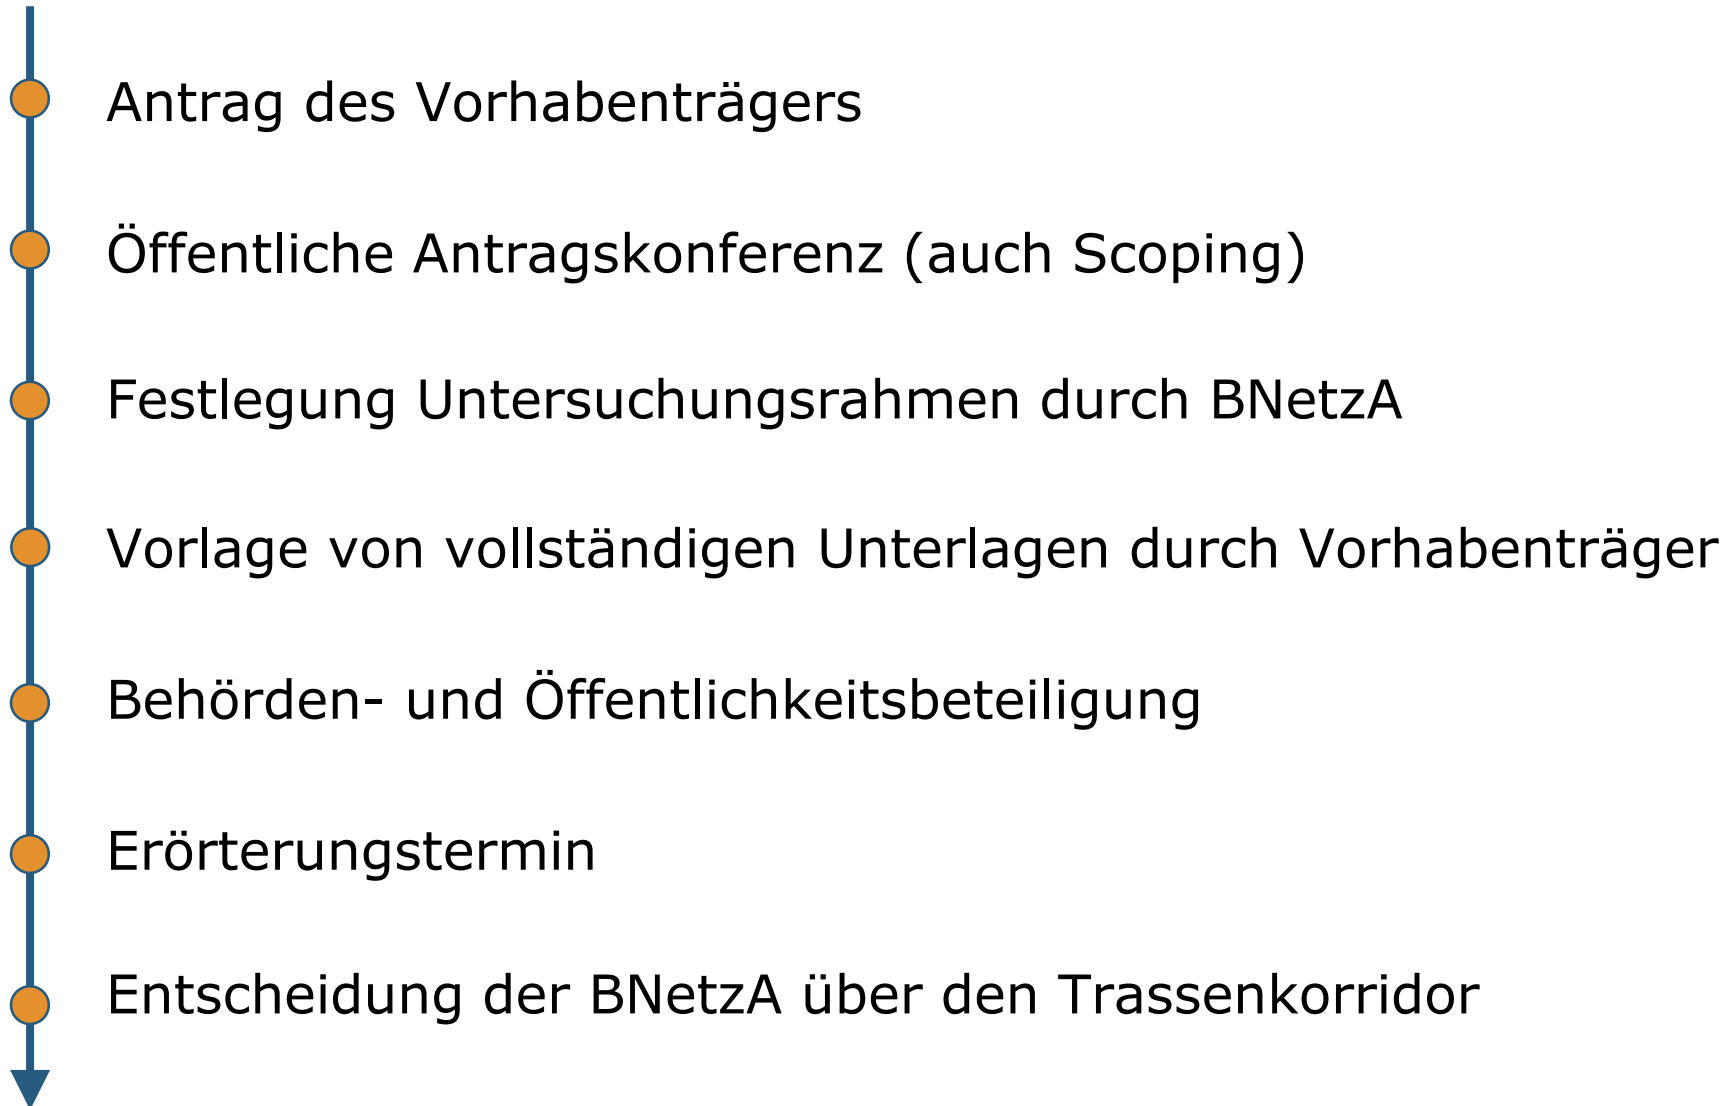 Antrag des Vorhabenträgers
Öffentliche Antragskonferenz (auch Scoping)
Festlegung Untersuchungsrahmen durch BNetzA
Vorlage von vollständigen Unterlagen durch Vorhabenträger
Behörden- und Öffentlichkeitsbeteiligung
Erörterungstermin
Entscheidung der BNetzA über den Trassenkorridor